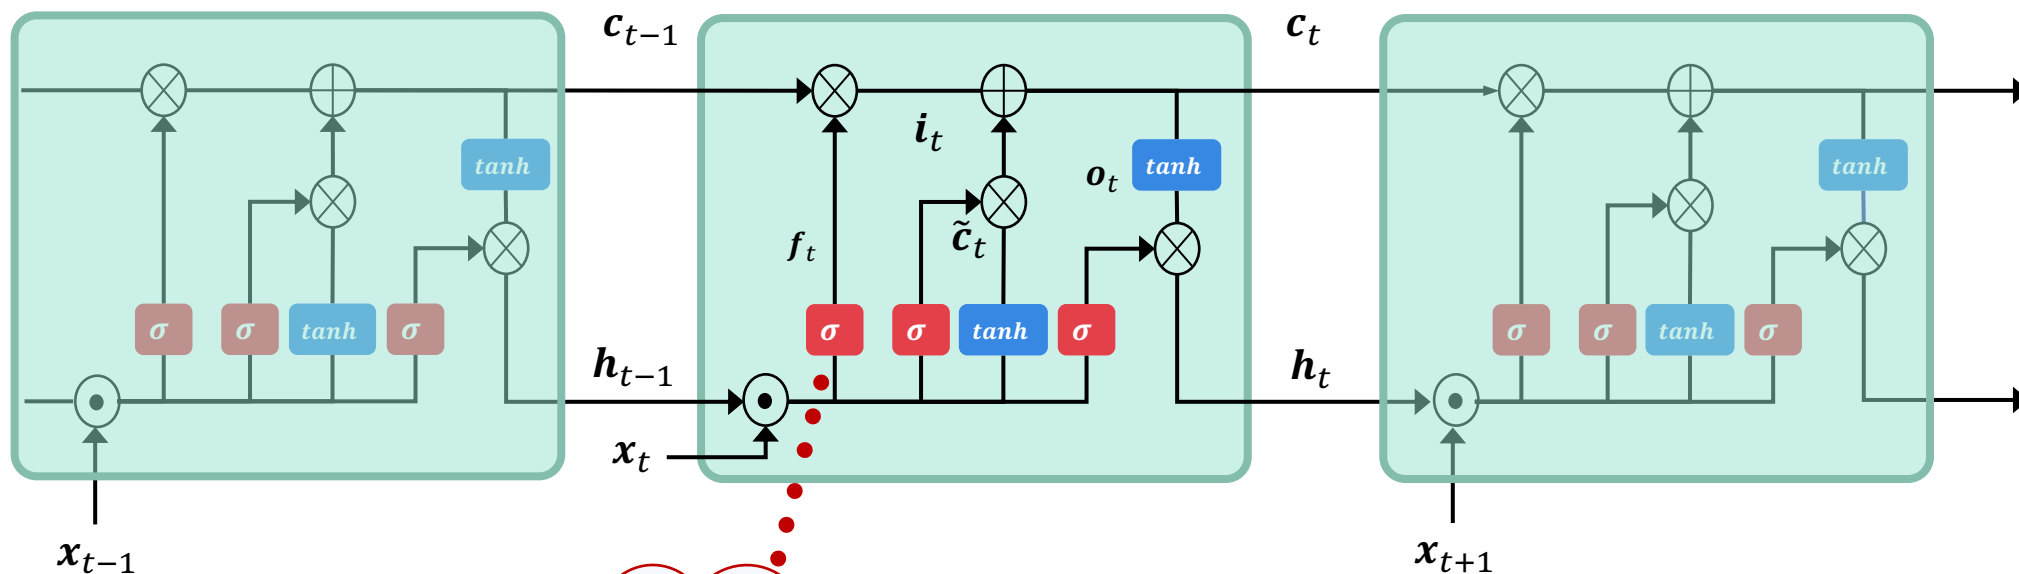 c_{t−1}
c_t
i_t
tanh
o_t
tanh
tanh
f_t
c̃_t
σ σ tanh σ
σ σ tanh σ
σ σ tanh σ
h_{t−1}
h_t
x_t
x_{t−1}
x_{t+1}